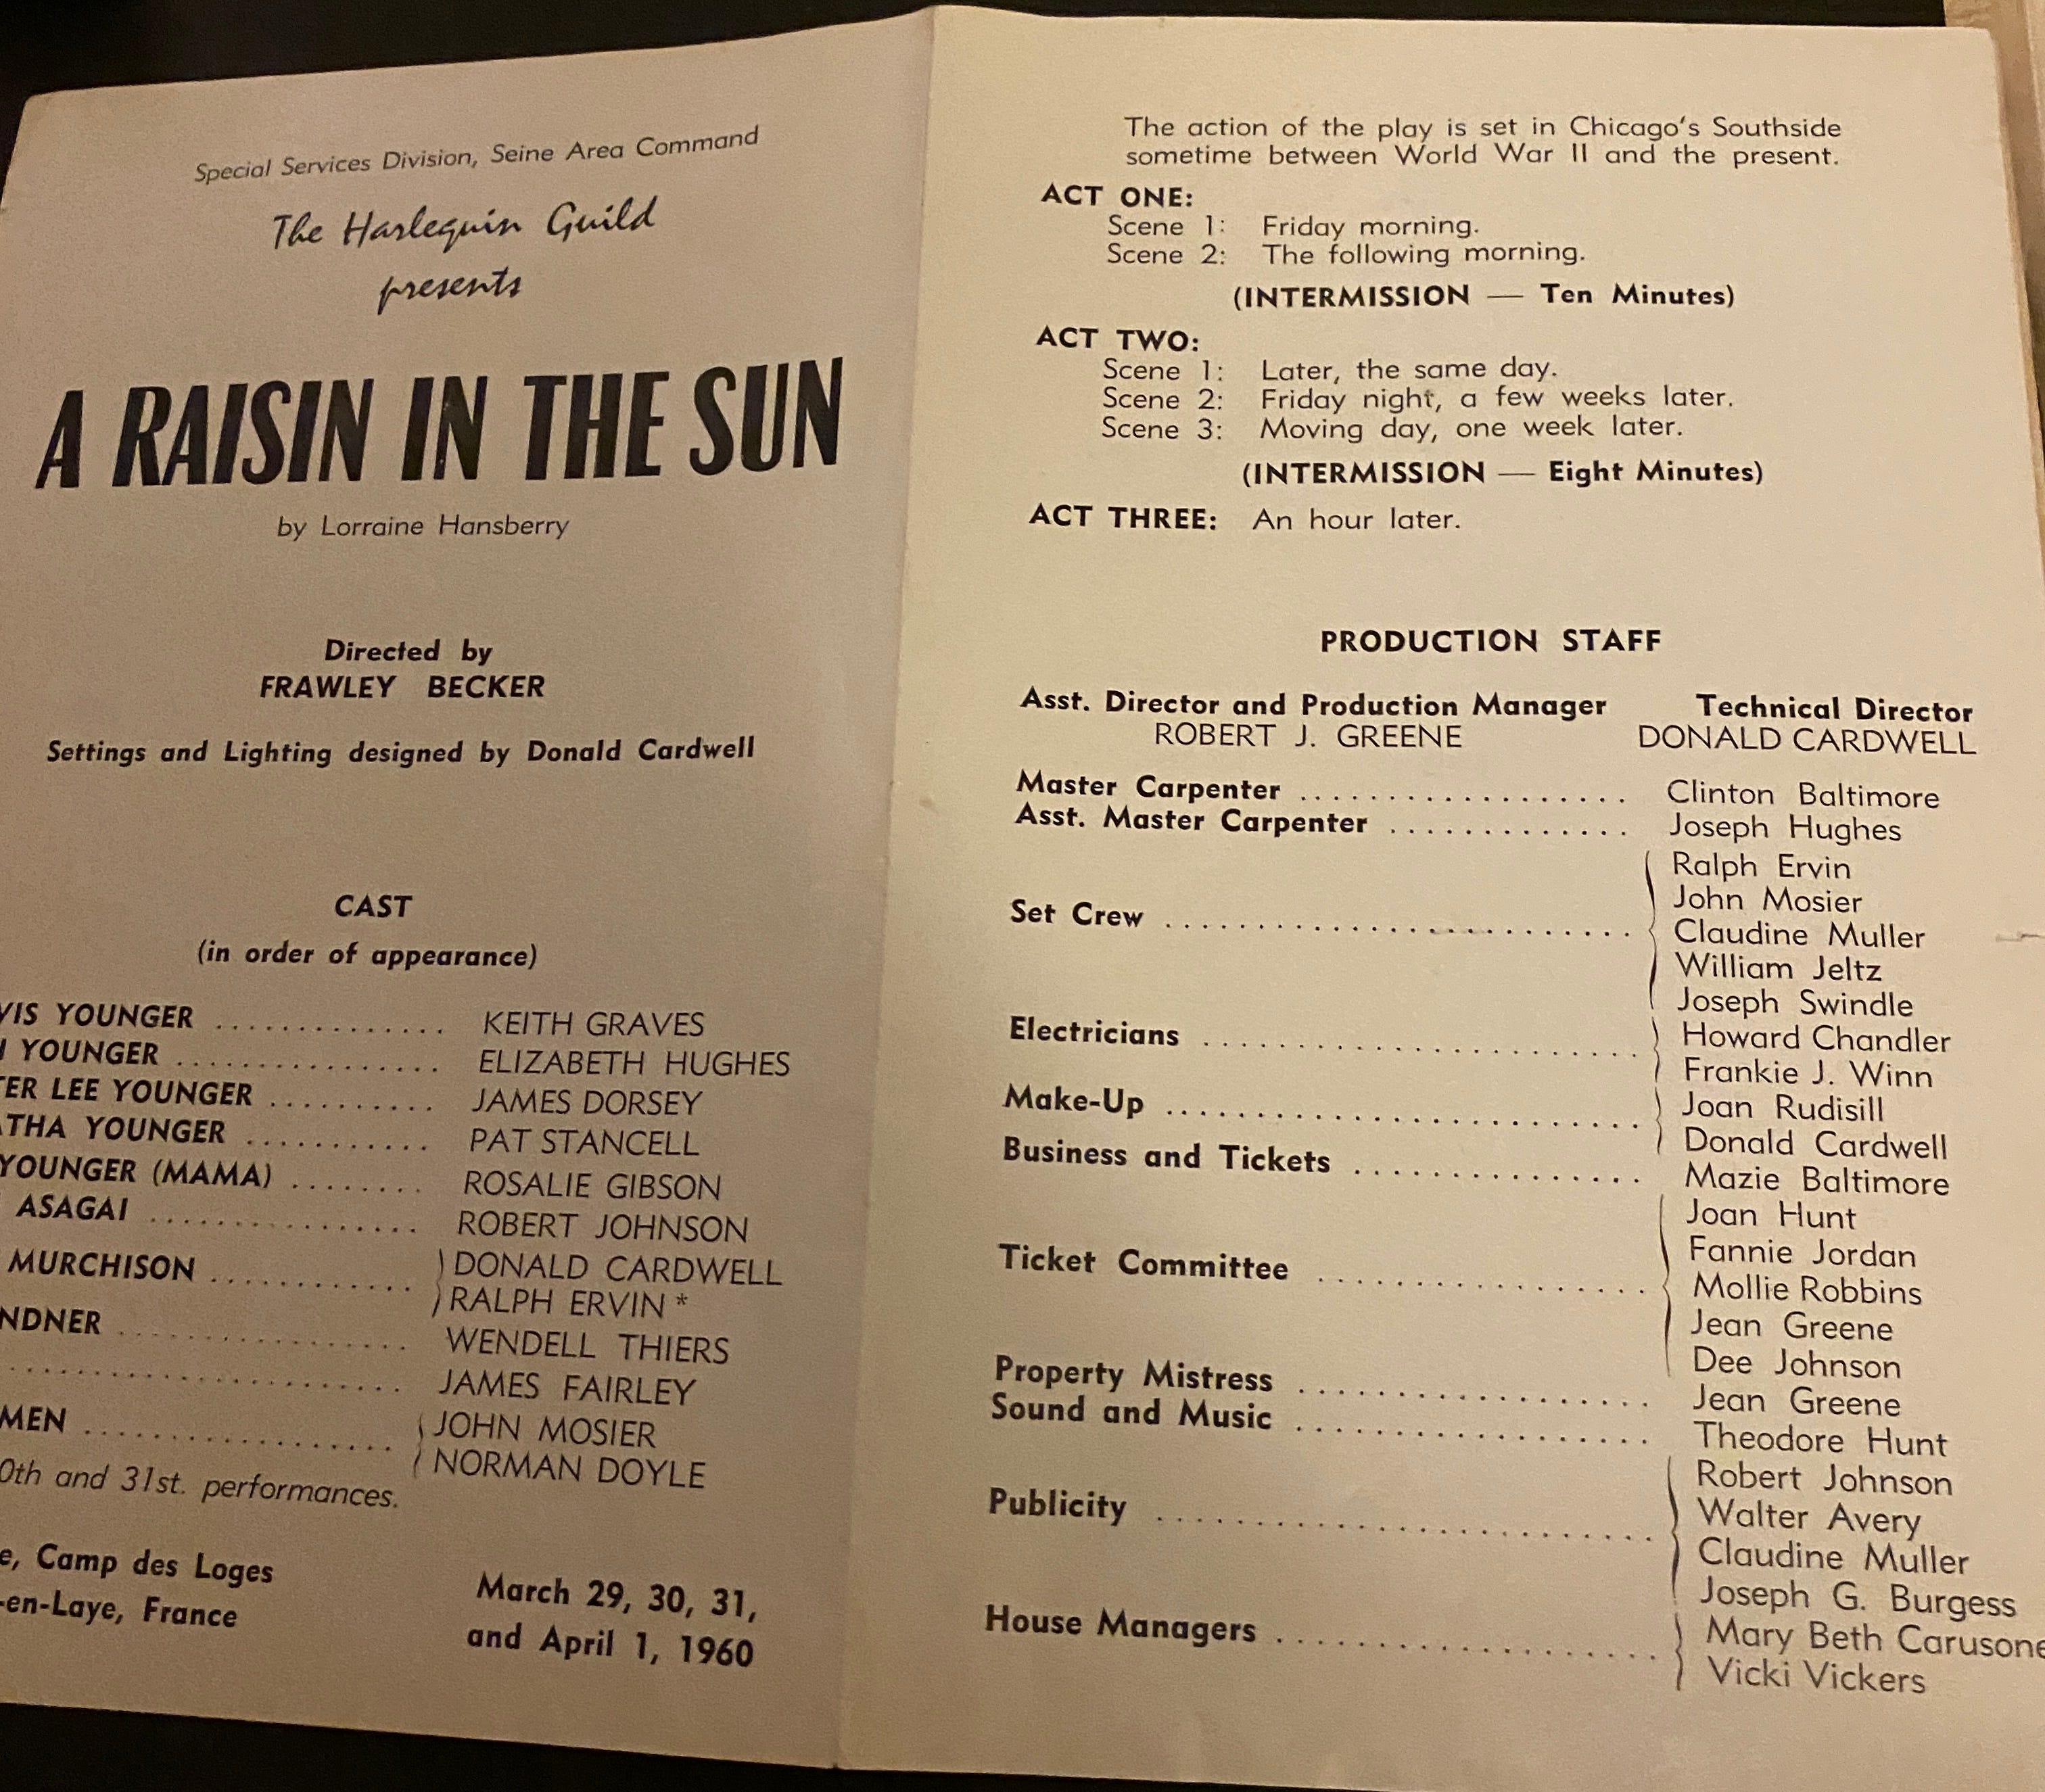 Special Services Division, Seine Area Command
The Harlequin Guild
presents
A RAISIN IN THE SUN
by Lorraine Hansberry
Directed by
FRAWLEY BECKER
Settings and Lighting designed by Donald Cardwell
CAST
(in order of appearance)
VIS YOUNGER .............. KEITH GRAVES
YOUNGER ................ ELIZABETH HUGHES
TER LEE YOUNGER .......... JAMES DORSEY
ATHA YOUNGER ........... PAT STANCELL
YOUNGER (MAMA) ........ ROSALIE GIBSON
ASAGAI ................ ROBERT JOHNSON
MURCHISON ............ DONALD CARDWELL
RALPH ERVIN *
NDNER ................. WENDELL THIERS
....................... JAMES FAIRLEY
MEN .................. JOHN MOSIER
NORMAN DOYLE
0th and 31st. performances.
e, Camp des Loges
-en-Laye, France
March 29, 30, 31,
and April 1, 1960
The action of the play is set in Chicago's Southside
sometime between World War II and the present.
ACT ONE:
Scene 1: Friday morning.
Scene 2: The following morning.
(INTERMISSION — Ten Minutes)
ACT TWO:
Scene 1: Later, the same day.
Scene 2: Friday night, a few weeks later.
Scene 3: Moving day, one week later.
(INTERMISSION — Eight Minutes)
ACT THREE: An hour later.
PRODUCTION STAFF
Asst. Director and Production Manager Technical Director
ROBERT J. GREENE DONALD CARDWELL
Master Carpenter .................. Clinton Baltimore
Asst. Master Carpenter ............. Joseph Hughes
Ralph Ervin
John Mosier
Set Crew .......................... Claudine Muller
William Jeltz
Joseph Swindle
Electricians ........................ Howard Chandler
Frankie J. Winn
Make-Up .......................... Joan Rudisill
Donald Cardwell
Business and Tickets ................ Mazie Baltimore
Joan Hunt
Fannie Jordan
Ticket Committee .................. Mollie Robbins
Jean Greene
Dee Johnson
Property Mistress ................... Jean Greene
Sound and Music ................... Theodore Hunt
Robert Johnson
Publicity ........................... Walter Avery
Claudine Muller
Joseph G. Burgess
House Managers ..................... Mary Beth Carusone
Vicki Vickers